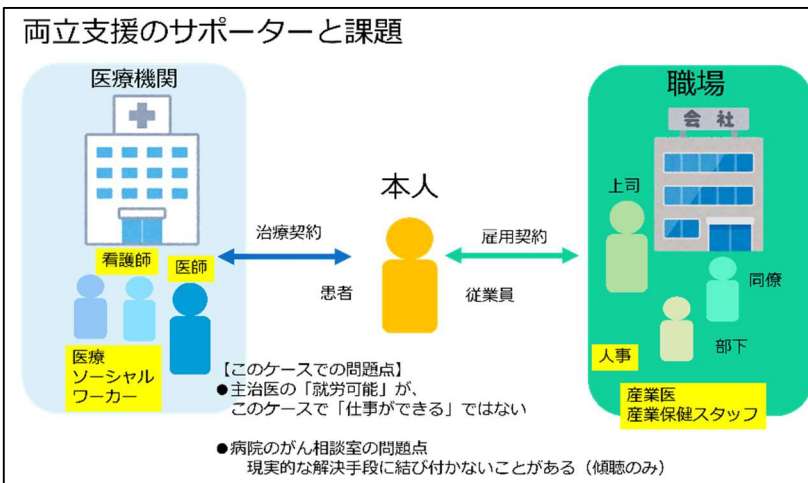 両立支援のサポーターと課題
医療機関
職場
会社
上司
本人
治療契約
雇用契約
看護師
医師
患者
従業員
同僚
部下
人事
医療
ソーシャル
ワーカー
産業医
産業保健スタッフ
【このケースでの問題点】
●主治医の「就労可能」が、
このケースで「仕事ができる」ではない
●病院のがん相談室の問題点
現実的な解決手段に結び付かないことがある（傾聴のみ）